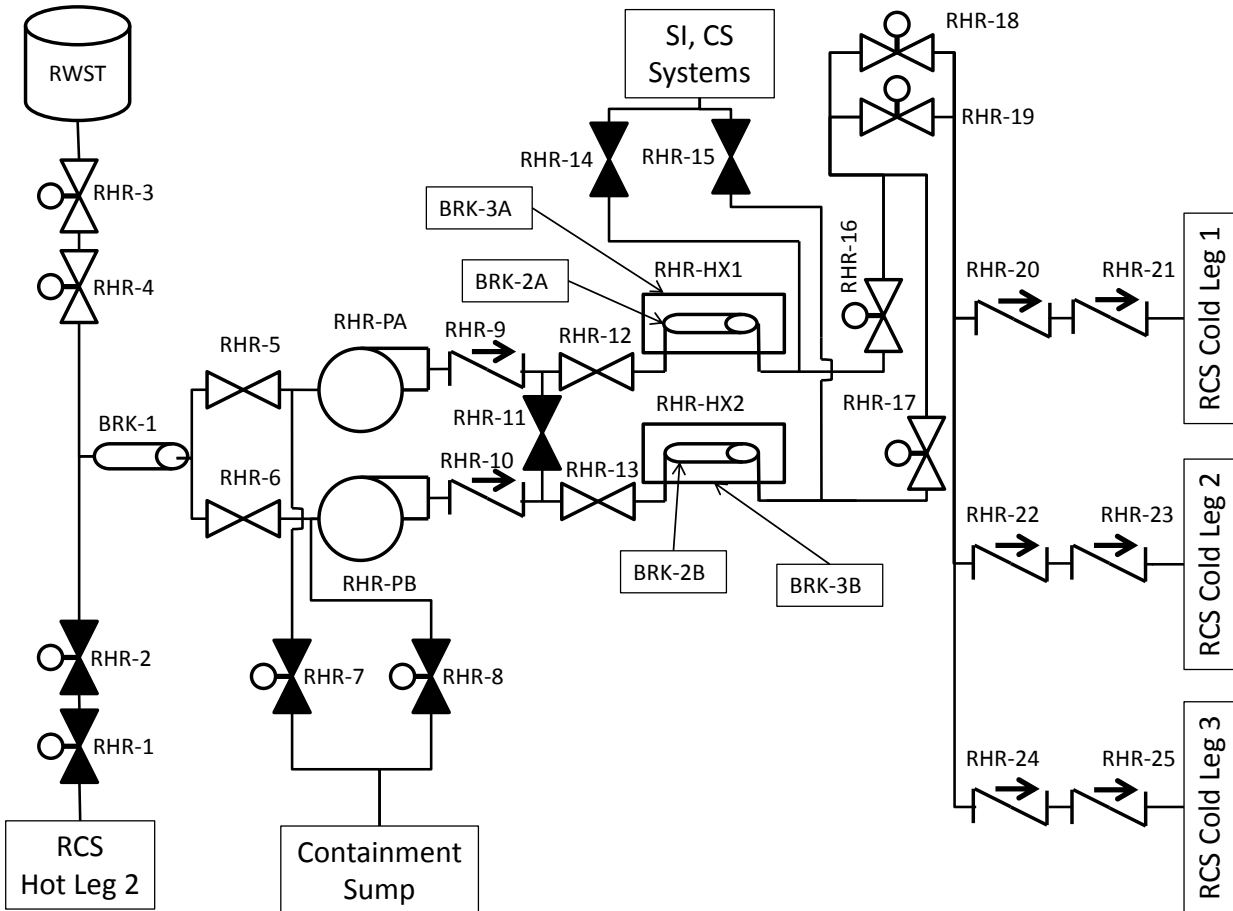 RWST
SI, CS
Systems
RHR-18
RHR-19
RHR-3
RHR-14
RHR-15
BRK-3A
RHR-16
RHR-4
BRK-2A
RHR-HX1
RHR-20
RHR-21
RCS Cold Leg 1
RHR-PA
RHR-9
RHR-12
RHR-5
RHR-HX2
RHR-17
RHR-11
BRK-1
RHR-10
RHR-13
RHR-6
RHR-22
RHR-23
RCS Cold Leg 2
BRK-2B
BRK-3B
RHR-PB
RHR-2
RHR-7
RHR-8
RHR-1
RHR-24
RHR-25
RCS Cold Leg 3
RCS
Hot Leg 2
Containment
Sump